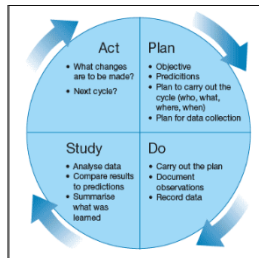 Act
• What changes
are to be made?
• Next cycle?
Plan
• Objective
• Predicitions
• Plan to carry out the
cycle (who, what,
where, when)
• Plan for data collection
Study
• Analyse data
• Compare results
to predictions
• Summarise
what was
learned
Do
• Carry out the plan
• Document
observations
• Record data